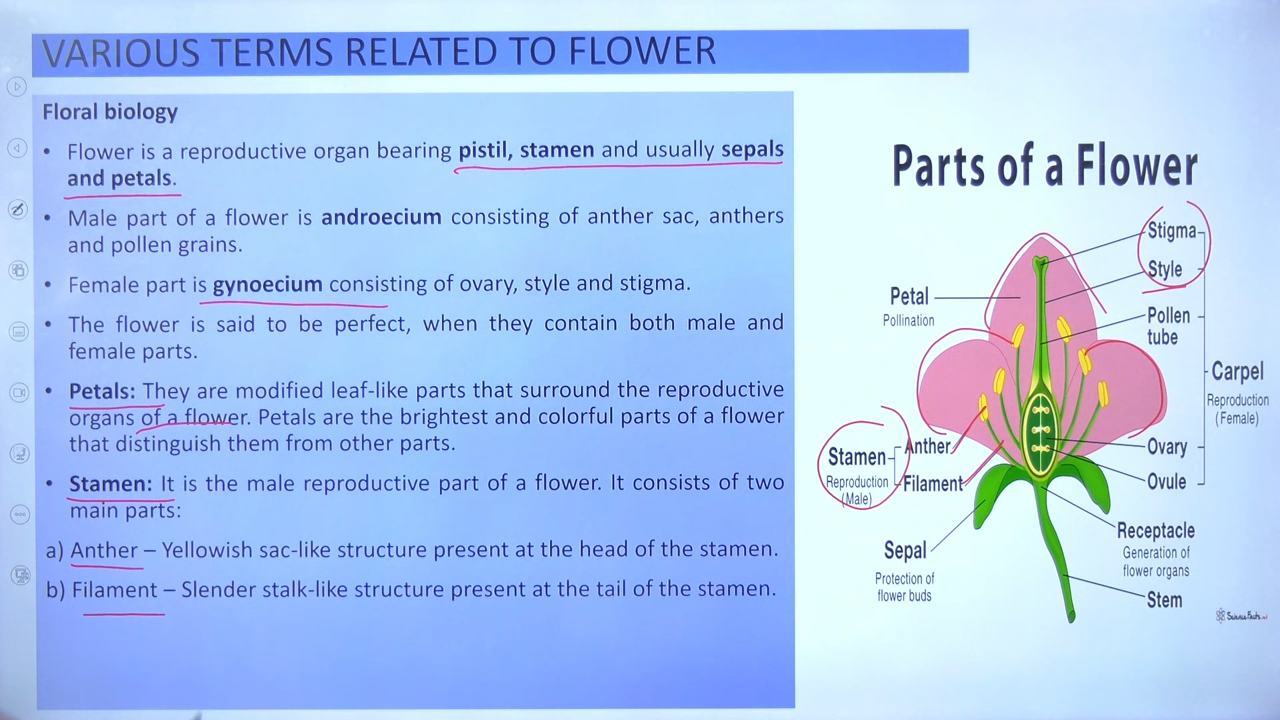 VARIOUS TERMS RELATED TO FLOWER
Floral biology
• Flower is a reproductive organ bearing pistil, stamen and usually sepals
and petals.
• Male part of a flower is androecium consisting of anther sac, anthers
and pollen grains.
• Female part is gynoecium consisting of ovary, style and stigma.
• The flower is said to be perfect, when they contain both male and
female parts.
• Petals: They are modified leaf-like parts that surround the reproductive
organs of a flower. Petals are the brightest and colorful parts of a flower
that distinguish them from other parts.
• Stamen: It is the male reproductive part of a flower. It consists of two
main parts:
a) Anther – Yellowish sac-like structure present at the head of the stamen.
b) Filament – Slender stalk-like structure present at the tail of the stamen.
Parts of a Flower
Stigma
Style
Petal
Pollination
Pollen
tube
Carpel
Reproduction
(Female)
Stamen
Reproduction
(Male)
Anther
Filament
Ovary
Ovule
Sepal
Protection of
flower buds
Receptacle
Generation of
flower organs
Stem
ScienceFacts.net